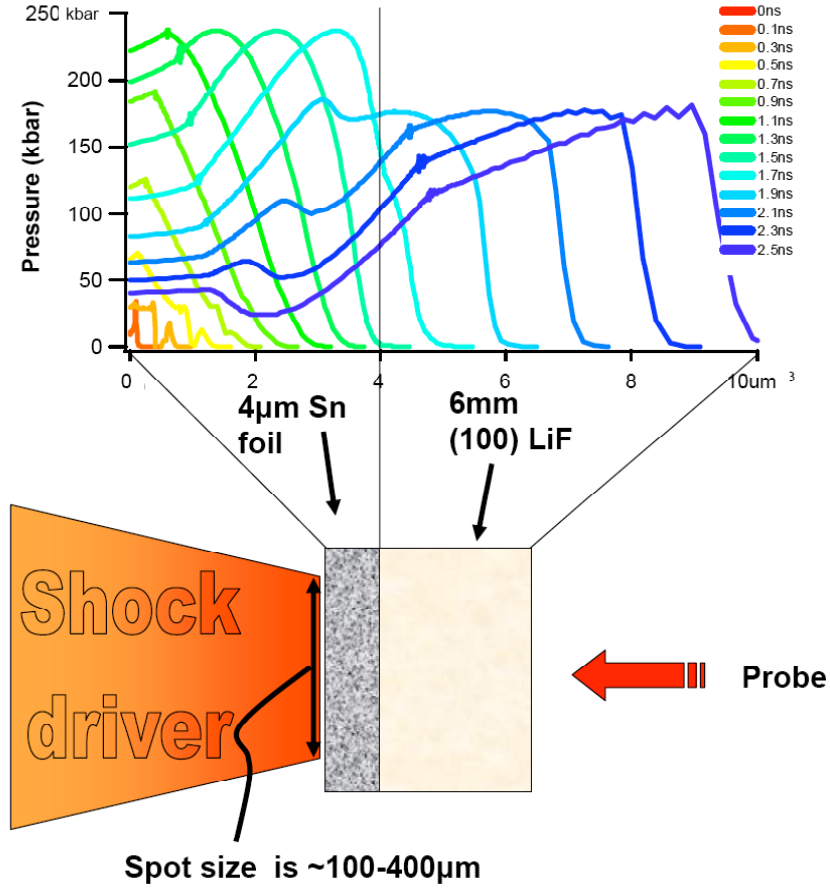 250 kbar
200
150
100
50
0
Pressure (kbar)
0
2
4
6
8
10um
3
0ns
0.1ns
0.3ns
0.5ns
0.7ns
0.9ns
1.1ns
1.3ns
1.5ns
1.7ns
1.9ns
2.1ns
2.3ns
2.5ns
4µm Sn
foil
6mm
(100) LiF
Shock
driver
Probe
Spot size is ~100-400µm